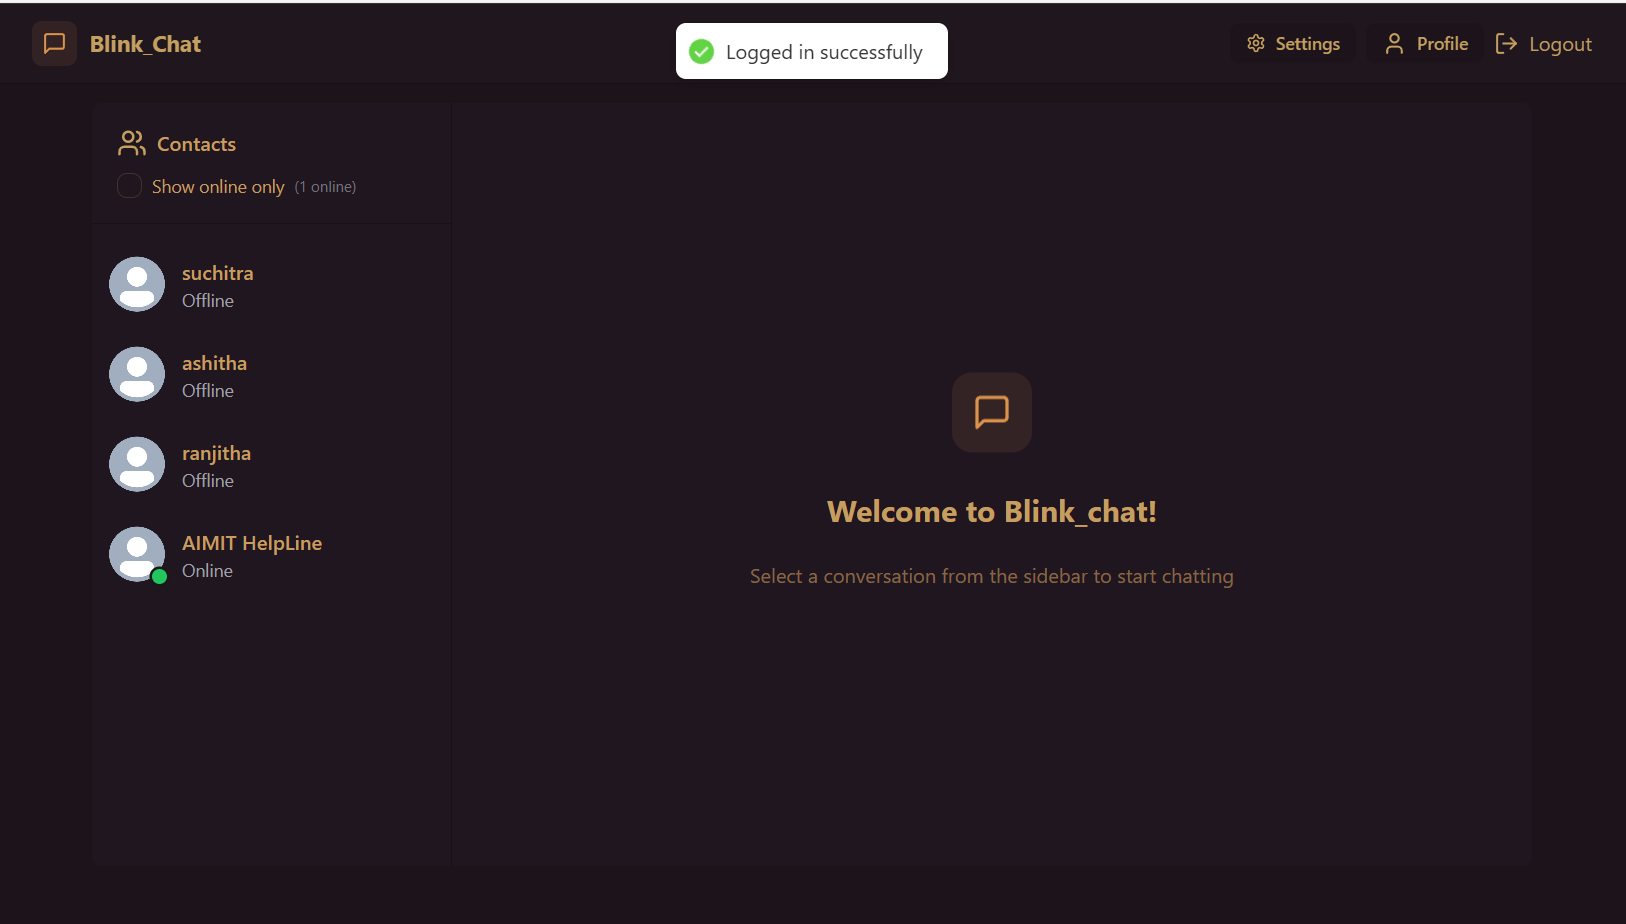 Blink_Chat
Logged in successfully
Settings
Profile
Logout
Contacts
Show online only (1 online)
suchitra
Offline
ashitha
Offline
ranjitha
Offline
AIMIT HelpLine
Online
Welcome to Blink_chat!
Select a conversation from the sidebar to start chatting